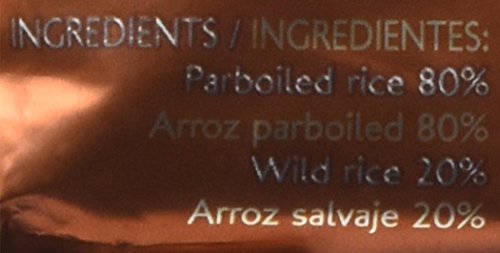 INGREDIENTS / INGREDIENTES:
Parboiled rice 80%
Arroz parboiled 80%
Wild rice 20%
Arroz salvaje 20%